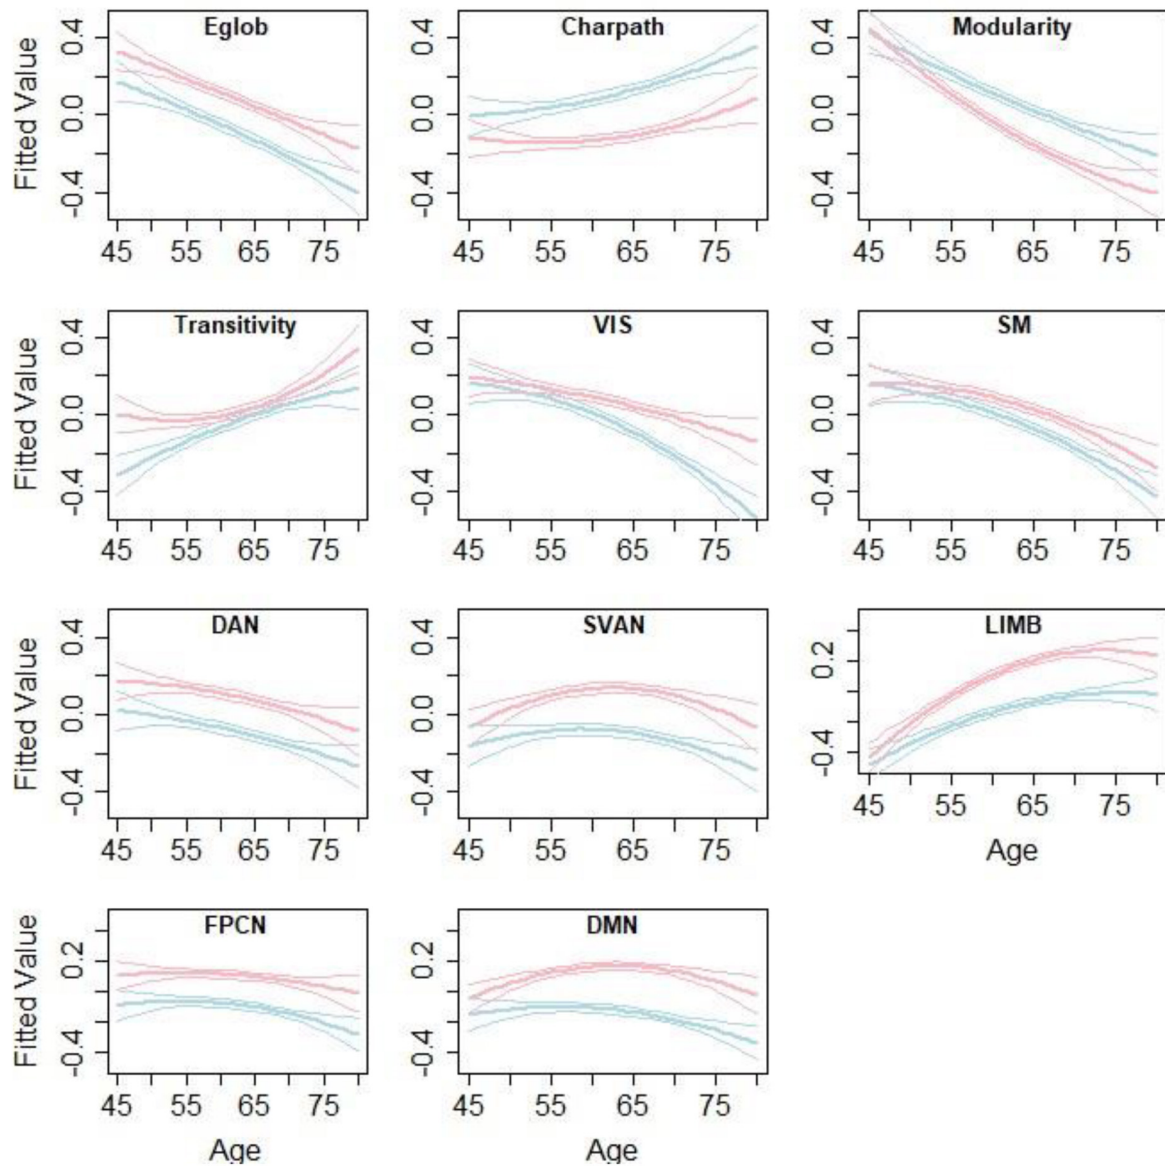 Eglob Charpath Modularity
Fitted Value
0.4 0.0 -0.4
0.4 0.0 -0.4
0.4 0.0 -0.4
45 55 65 75 45 55 65 75 45 55 65 75
Transitivity VIS SM
Fitted Value
0.4 0.0 -0.4
0.4 0.0 -0.4
0.4 0.0 -0.4
45 55 65 75 45 55 65 75 45 55 65 75
DAN SVAN LIMB
Fitted Value
0.4 0.0 -0.4
0.4 0.0 -0.4
0.2 -0.4
45 55 65 75 45 55 65 75 45 55 65 75
Age
FPCN DMN
Fitted Value
0.2 -0.4
0.2 -0.4
45 55 65 75 45 55 65 75
Age Age